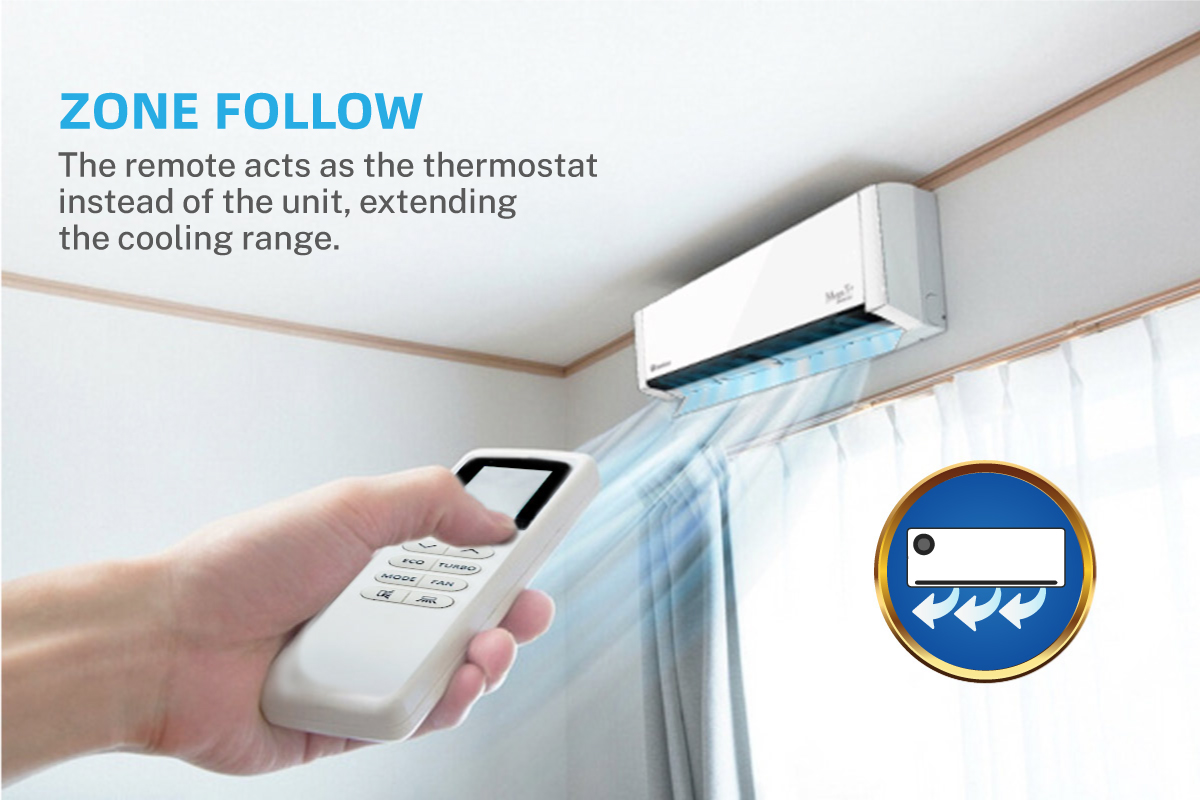 ZONE FOLLOW
The remote acts as the thermostat
instead of the unit, extending
the cooling range.
ECO TURBO
MODE FAN